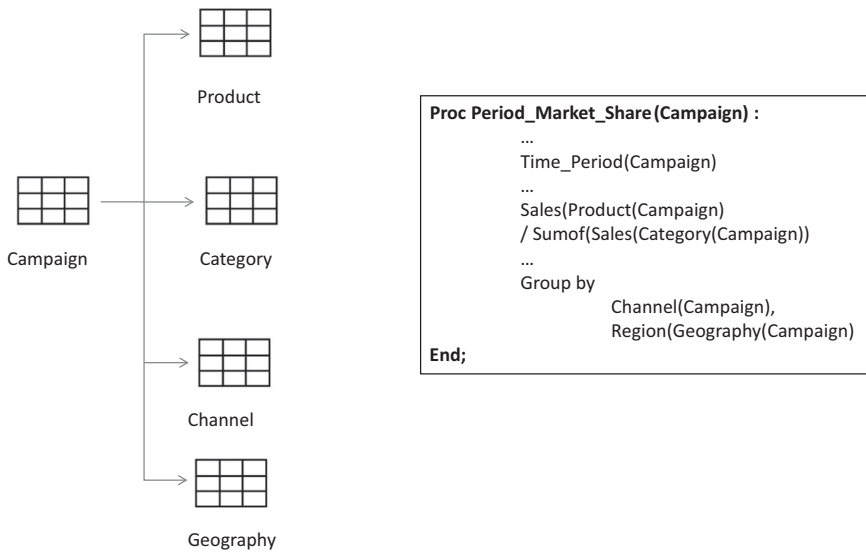 Product
Campaign
Category
Channel
Geography
Proc Period_Market_Share(Campaign) :
...
Time_Period(Campaign)
...
Sales(Product(Campaign)
/ Sumof(Sales(Category(Campaign))
...
Group by
Channel(Campaign),
Region(Geography(Campaign)
End;